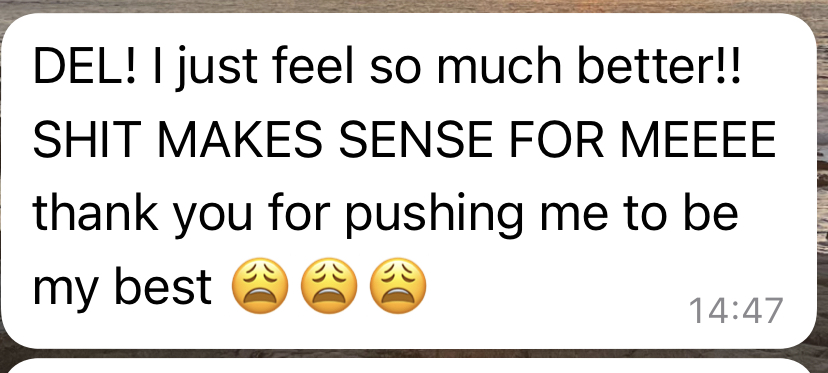 DEL! I just feel so much better!!
SHIT MAKES SENSE FOR MEEEE
thank you for pushing me to be
my best 😩😩😩
14:47